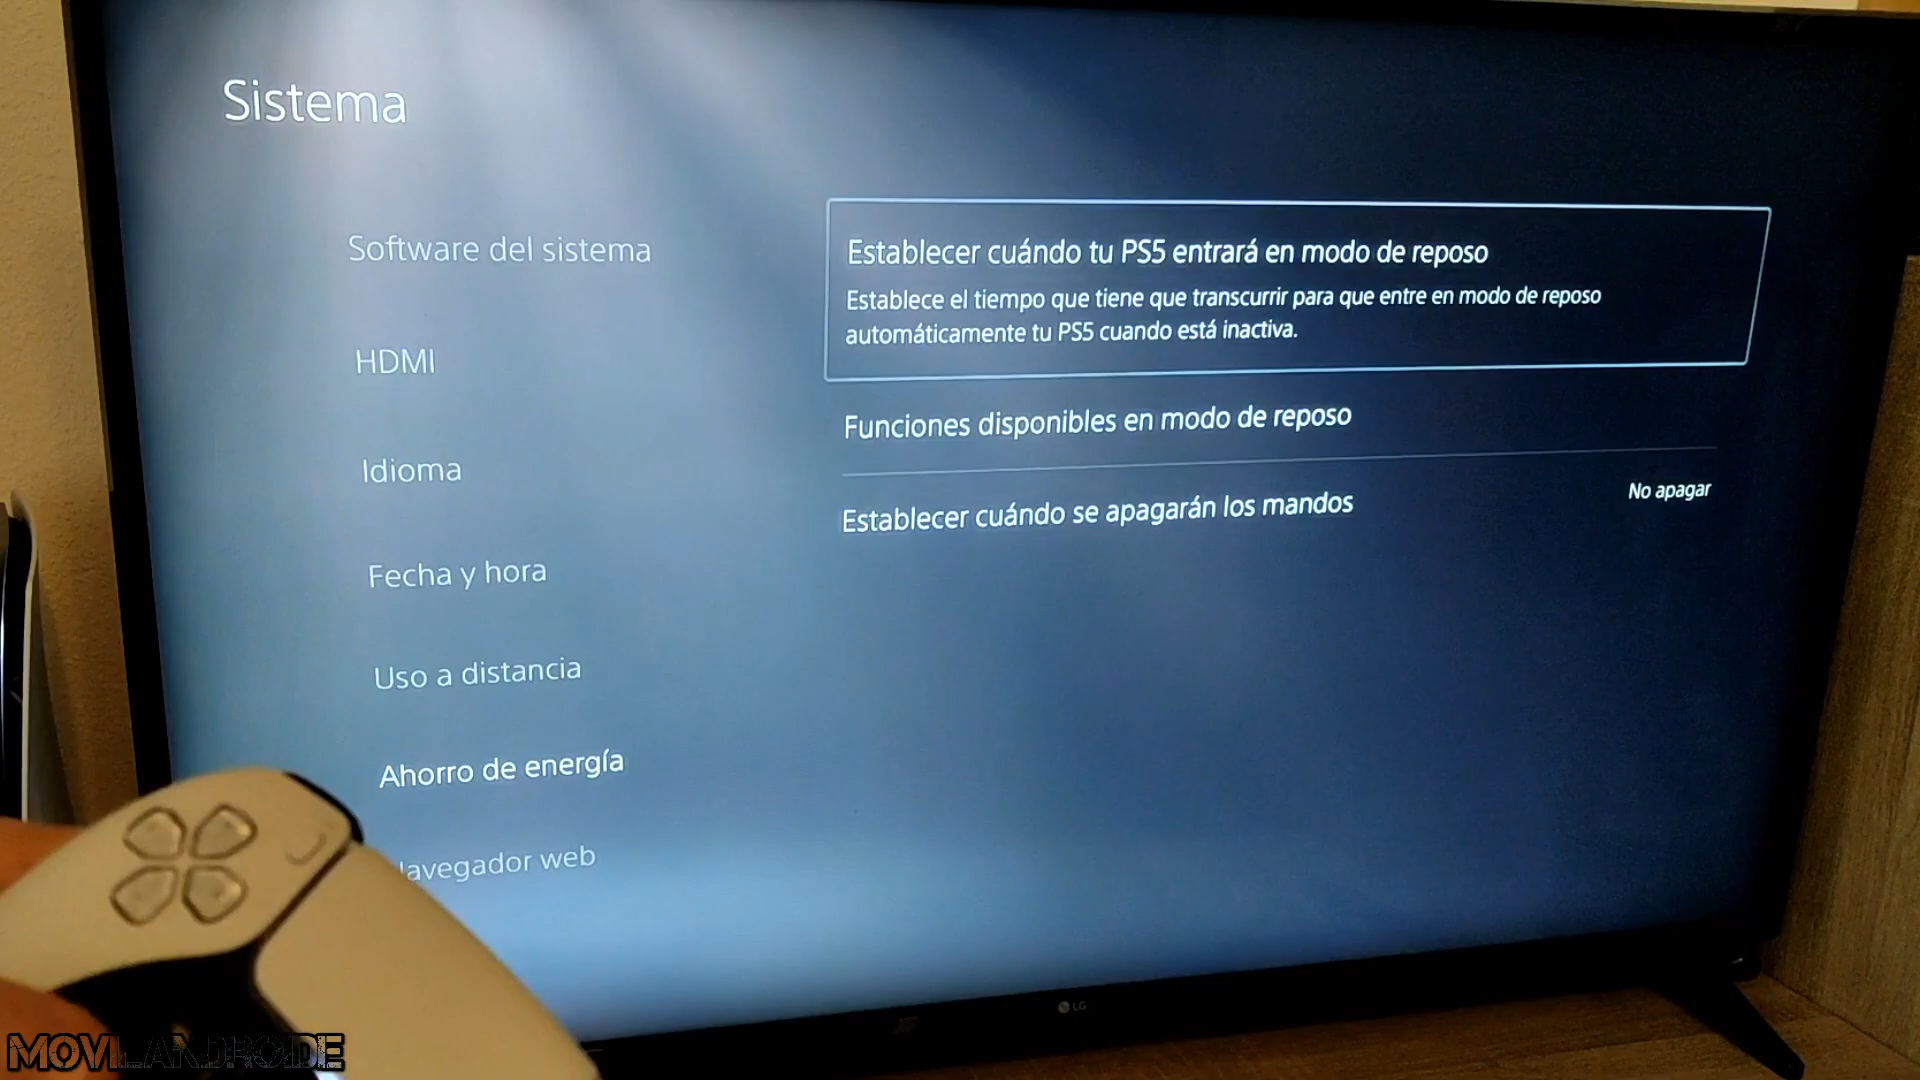 Sistema
Software del sistema
HDMI
Idioma
Fecha y hora
Uso a distancia
Ahorro de energía
avegador web
Establecer cuándo tu PS5 entrará en modo de reposo
Establece el tiempo que tiene que transcurrir para que entre en modo de reposo
automáticamente tu PS5 cuando está inactiva.
Funciones disponibles en modo de reposo
Establecer cuándo se apagarán los mandos
No apagar
LG
MOVILANDROIDE